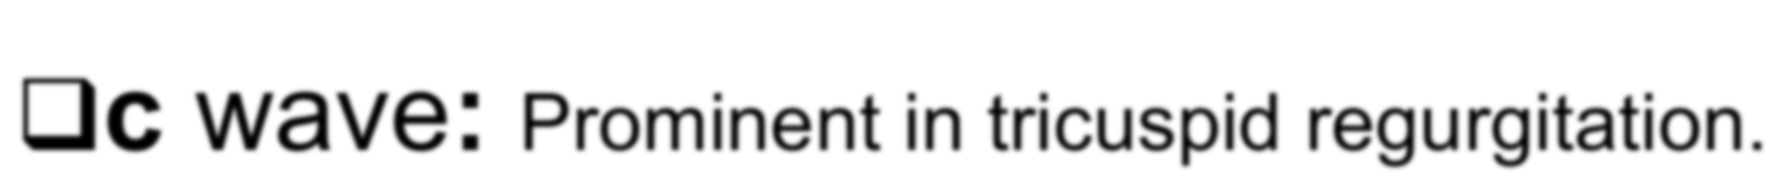 ❑c wave: Prominent in tricuspid regurgitation.